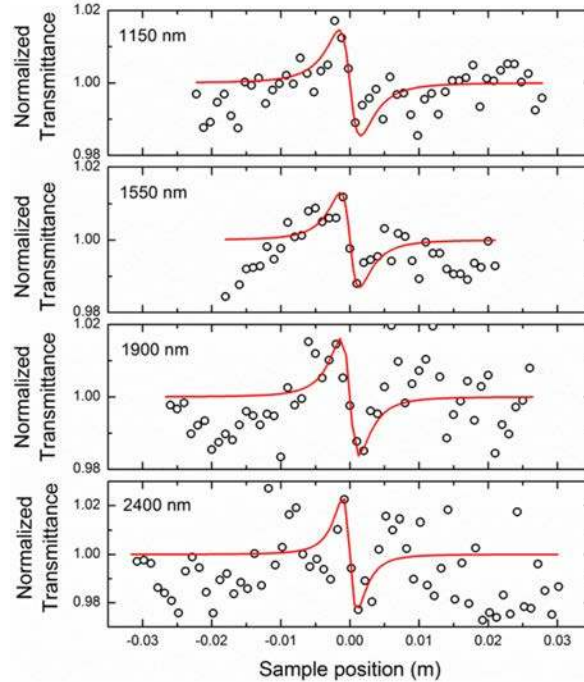 1.02
1150 nm
1.00
0.98
Normalized
Transmittance
1.02
1550 nm
1.00
0.98
Normalized
Transmittance
1.02
1900 nm
1.00
0.98
Normalized
Transmittance
2400 nm
1.02
1.00
0.98
Normalized
Transmittance
-0.03 -0.02 -0.01 0.00 0.01 0.02 0.03
Sample position (m)